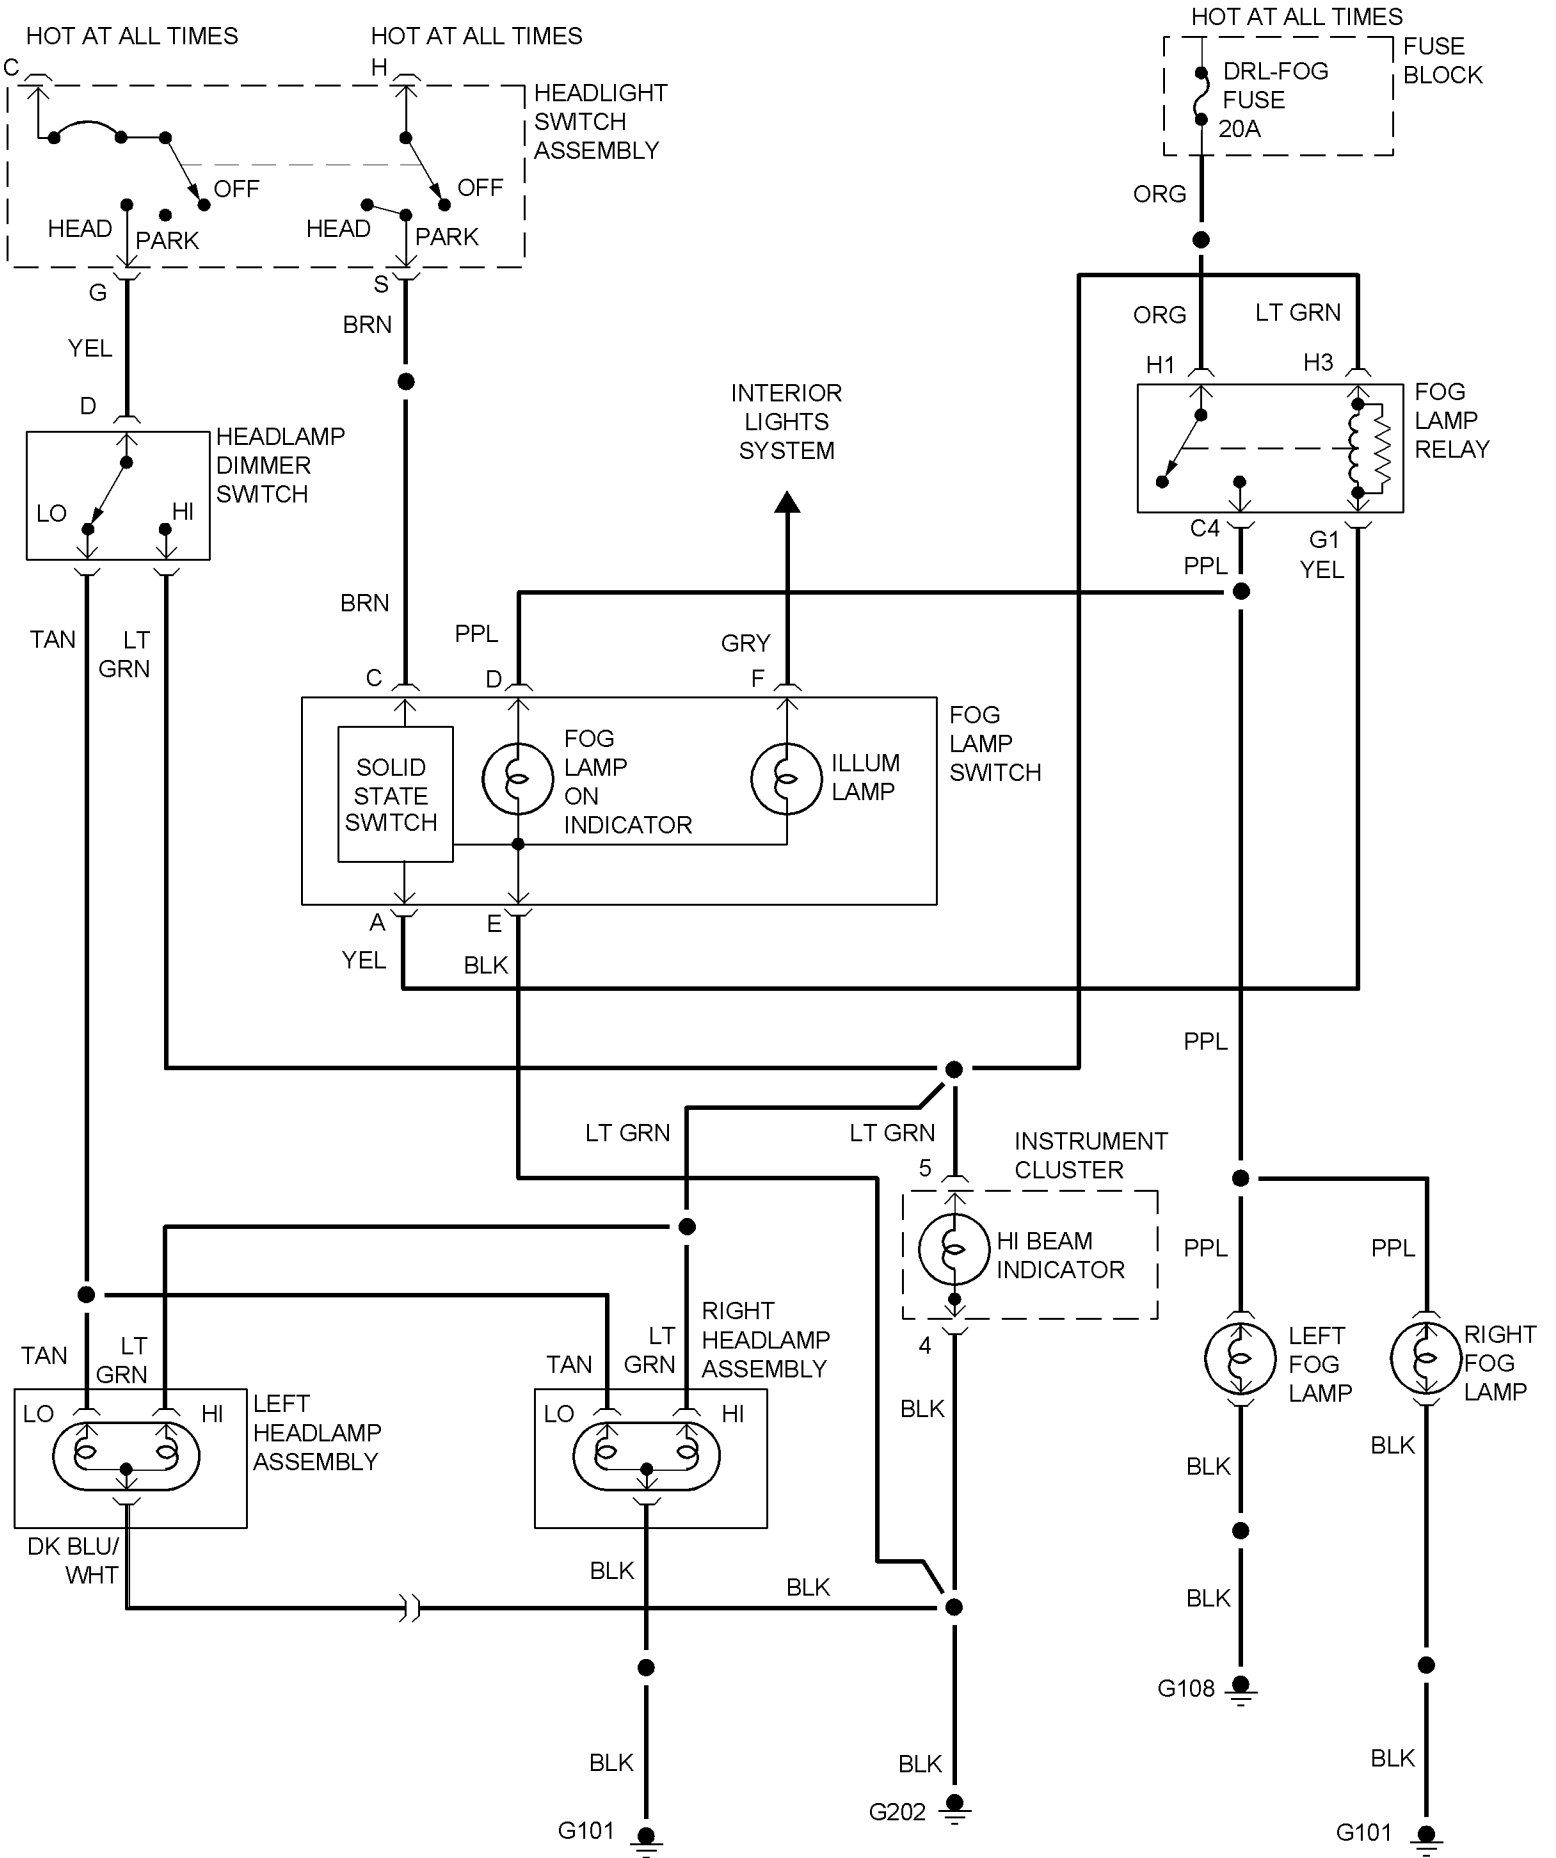 HOT AT ALL TIMES
HOT AT ALL TIMES
HOT AT ALL TIMES
C
H
HEADLIGHT
SWITCH
ASSEMBLY
FUSE
BLOCK
DRL-FOG
FUSE
20A
OFF
OFF
HEAD
PARK
HEAD
PARK
G
S
ORG
YEL
BRN
ORG
LT GRN
H1
H3
D
HEADLAMP
DIMMER
SWITCH
LO
HI
INTERIOR
LIGHTS
SYSTEM
FOG
LAMP
RELAY
C4
G1
PPL
YEL
TAN
LT
GRN
BRN
PPL
GRY
C
D
F
SOLID
STATE
SWITCH
FOG
LAMP
ON
INDICATOR
ILLUM
LAMP
FOG
LAMP
SWITCH
A
E
YEL
BLK
PPL
LT GRN
LT GRN
5
INSTRUMENT
CLUSTER
HI BEAM
INDICATOR
4
PPL
PPL
TAN
LT
GRN
TAN
LT
GRN
RIGHT
HEADLAMP
ASSEMBLY
LEFT
FOG
LAMP
RIGHT
FOG
LAMP
LO
HI
LEFT
HEADLAMP
ASSEMBLY
LO
HI
BLK
BLK
BLK
DK BLU/
WHT
BLK
BLK
BLK
G108
BLK
BLK
BLK
G101
G202
G101